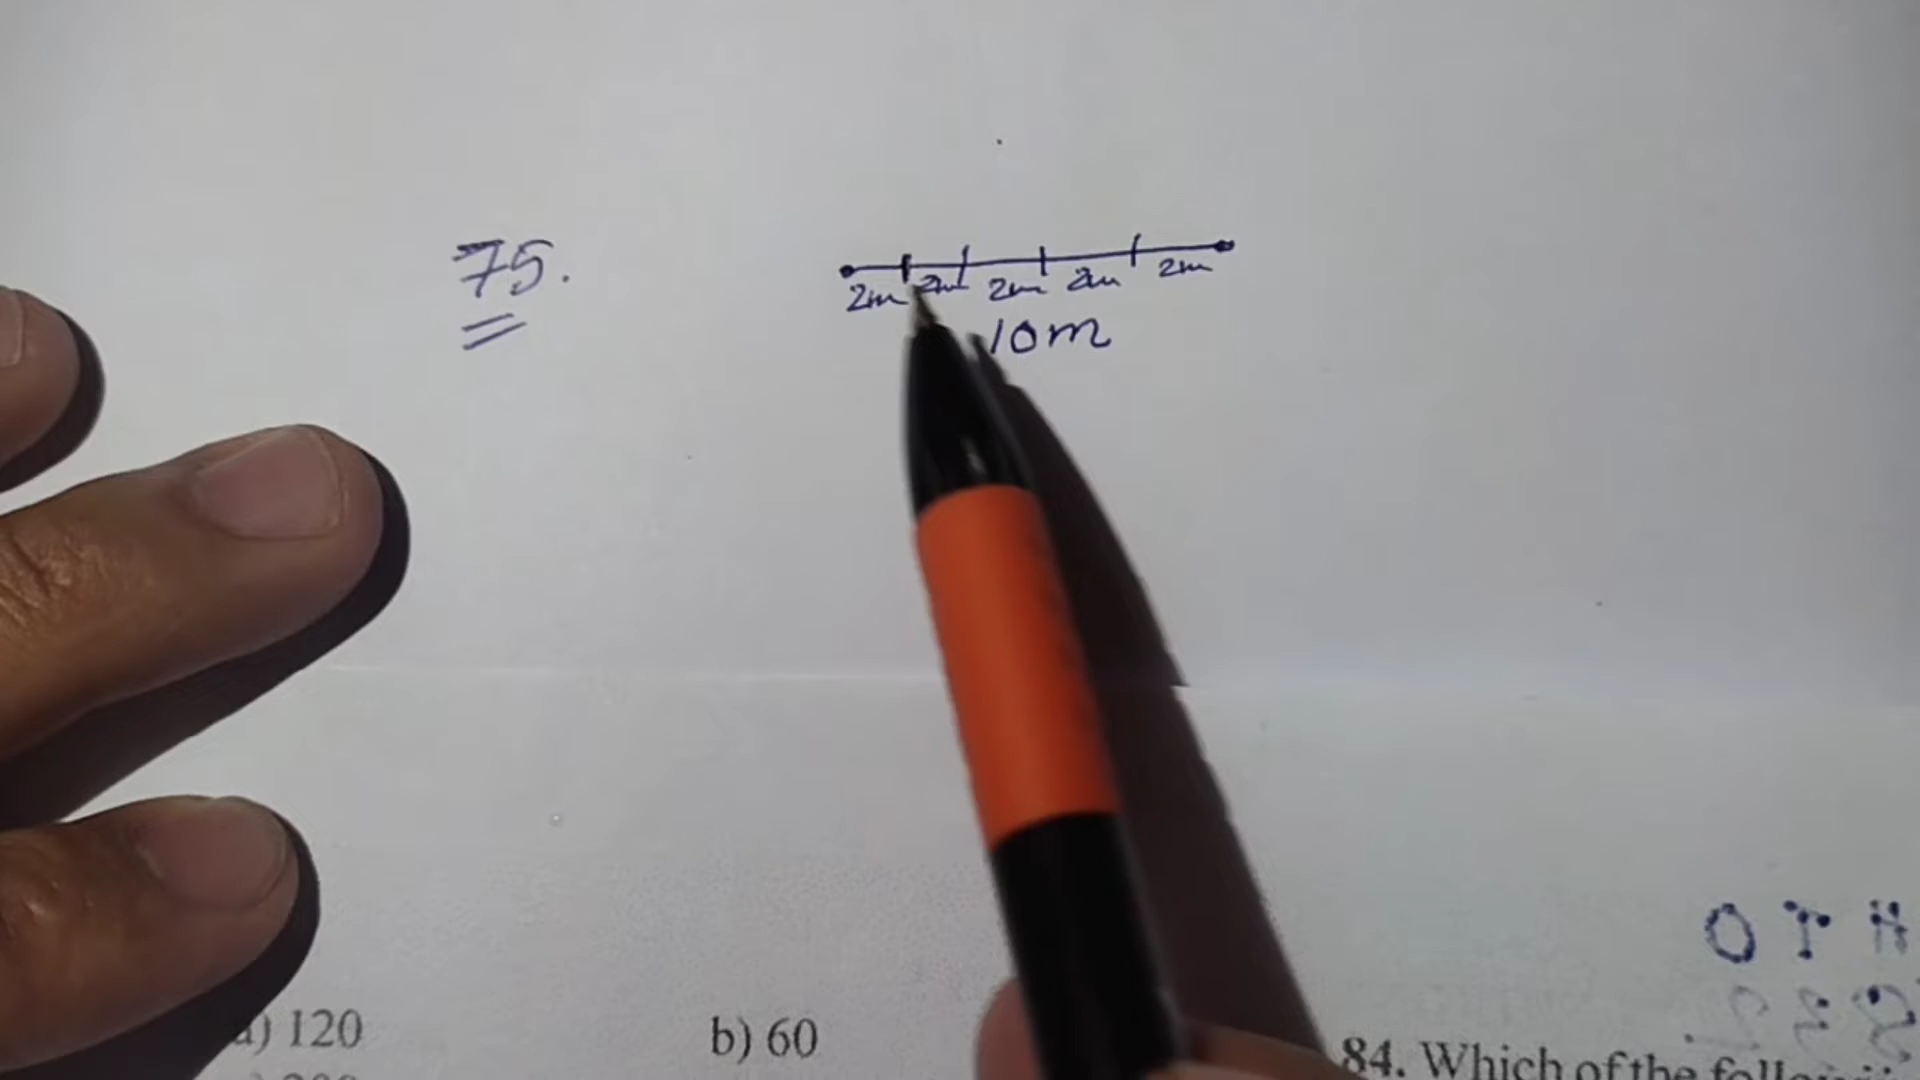 75.
2m 2m 2m 2m 2m
10m
a) 120
b) 60
84. Which of the
O T H